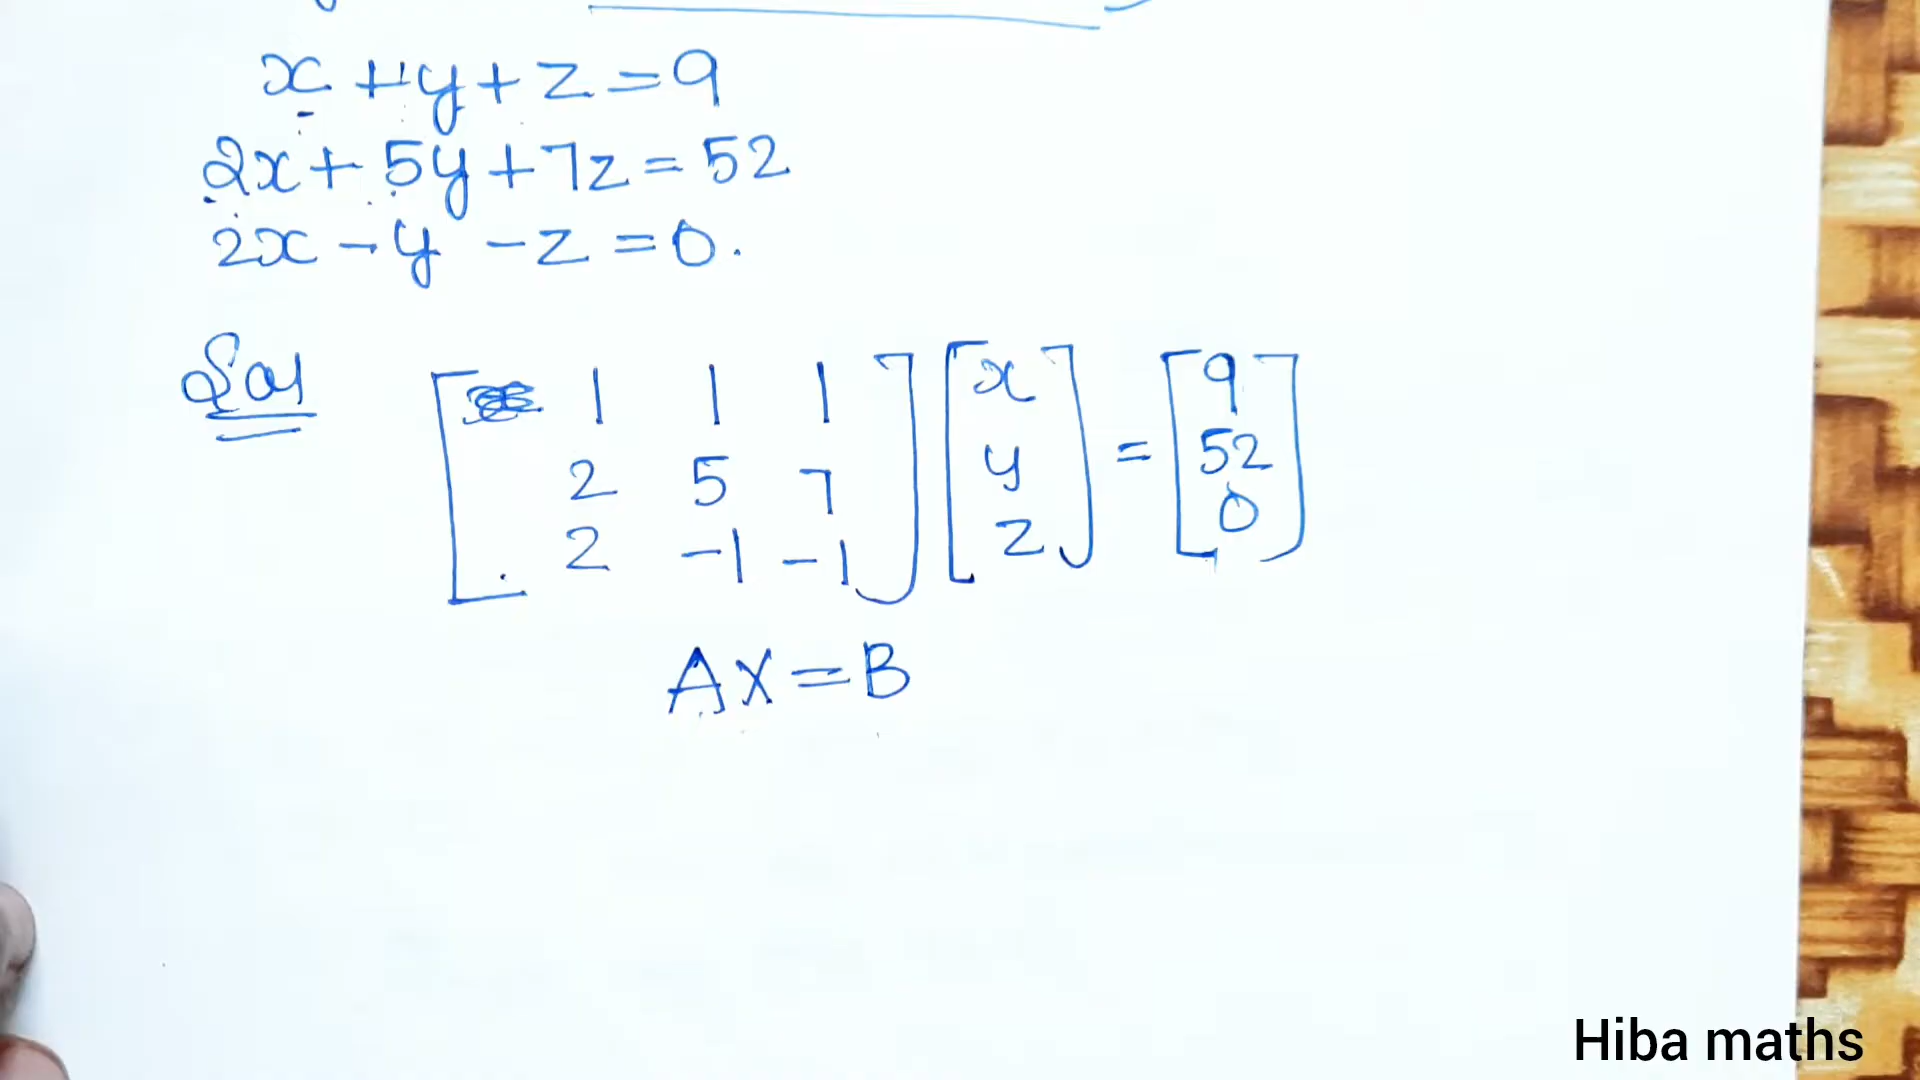 x + y + z = 9
2x + 5y + 7z = 52
2x - y - z = 0.
Sol
[ 1 1 1 ] [ x ] = [ 9 ]
[ 2 5 7 ] [ y ] = [ 52 ]
[ 2 -1 -1 ] [ z ] = [ 0 ]
AX = B
Hiba maths